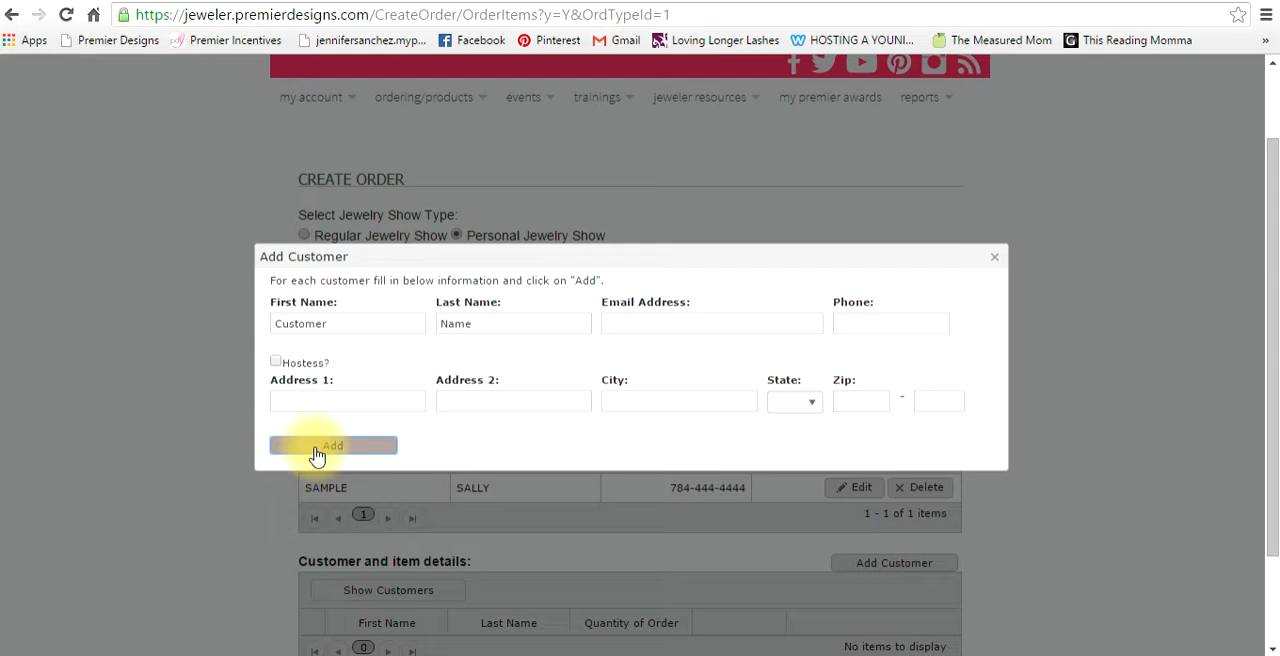 https://jeweler.premierdesigns.com/CreateOrder/OrderItems?y=Y&OrdTypeId=1
Apps Premier Designs Premier Incentives jennifersanchez.myp... Facebook Pinterest Gmail Loving Longer Lashes HOSTING A YOUNI... The Measured Mom This Reading Momma »
my account ordering/products events trainings jeweler resources my premier awards reports
CREATE ORDER
Select Jewelry Show Type:
Regular Jewelry Show Personal Jewelry Show
Add Customer ×
For each customer fill in below information and click on "Add".
First Name: Last Name: Email Address: Phone:
Customer Name
Hostess?
Address 1: Address 2: City: State: Zip:
-
Add
SAMPLE SALLY 784-444-4444 Edit Delete
1 1 - 1 of 1 items
Customer and item details: Add Customer
Show Customers
First Name Last Name Quantity of Order
0 No items to display